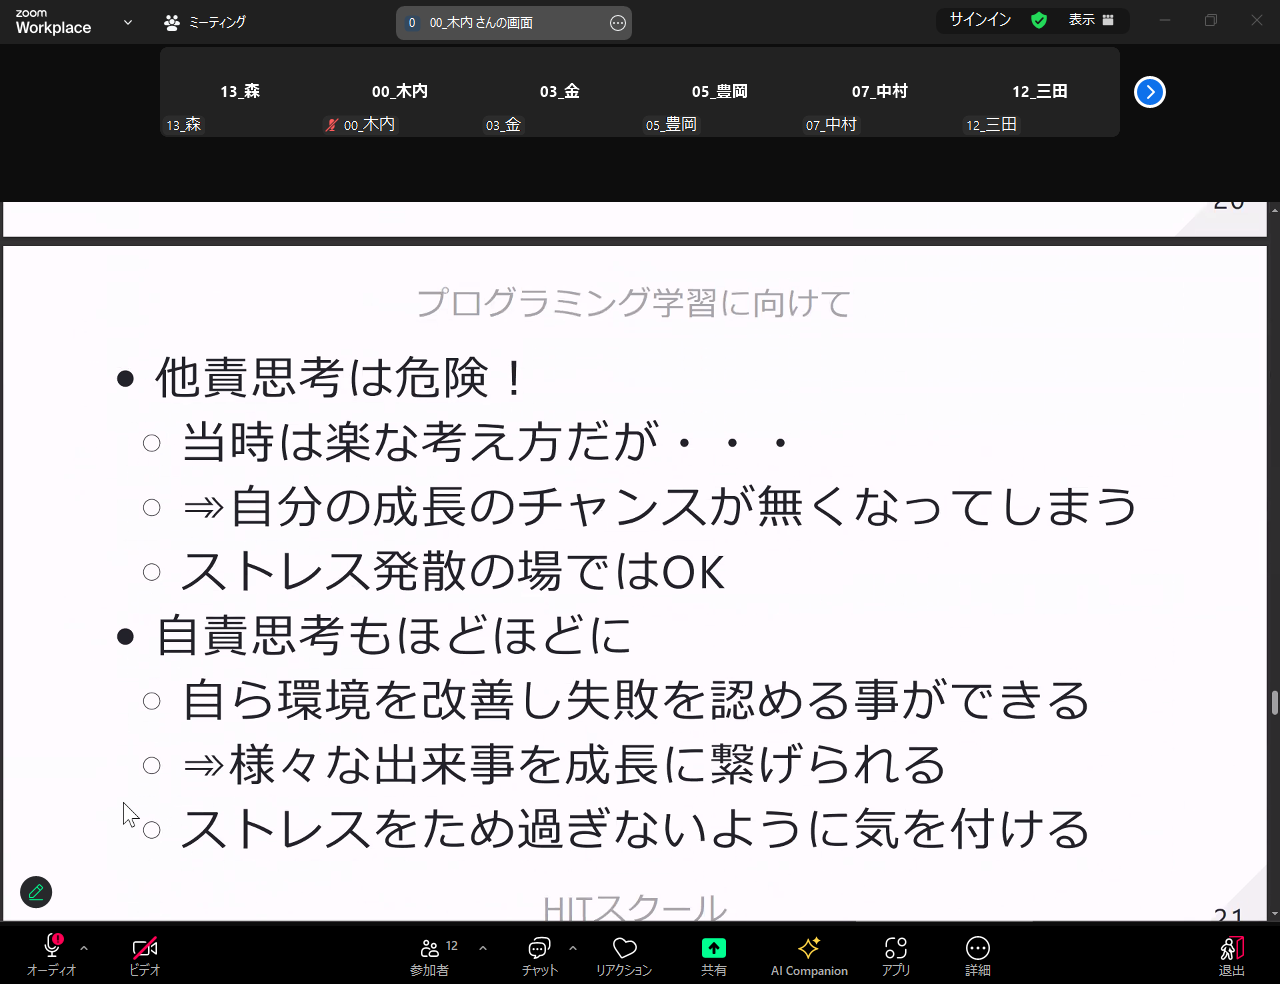 zoom
Workplace
ミーティング
0 00_木内 さんの画面
サインイン
表示
13_森
00_木内
03_金
05_豊岡
07_中村
12_三田
13_森
00_木内
03_金
05_豊岡
07_中村
12_三田
20
プログラミング学習に向けて
• 他責思考は危険！
○ 当時は楽な考え方だが・・・
○ ⇒自分の成長のチャンスが無くなってしまう
○ ストレス発散の場ではOK
• 自責思考もほどほどに
○ 自ら環境を改善し失敗を認める事ができる
○ ⇒様々な出来事を成長に繋げられる
○ ストレスをため過ぎないように気を付ける
HITスクール
21
オーディオ
ビデオ
参加者
12
チャット
リアクション
共有
AI Companion
アプリ
詳細
退出